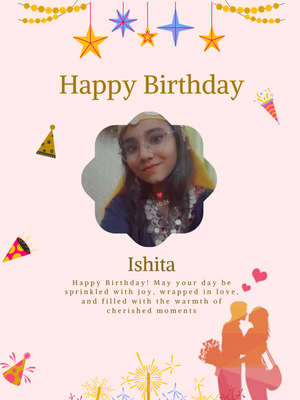 Happy Birthday
Ishita
Happy Birthday! May your day be
sprinkled with joy, wrapped in love,
and filled with the warmth of
cherished moments